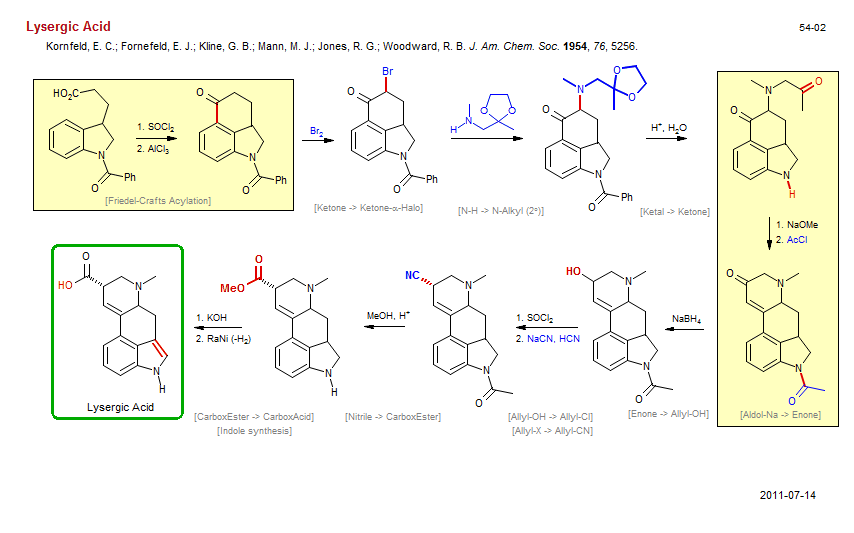 Lysergic Acid
54-02
Kornfeld, E. C.; Fornefeld, E. J.; Kline, G. B.; Mann, M. J.; Jones, R. G.; Woodward, R. B. J. Am. Chem. Soc. 1954, 76, 5256.
HO₂C
N
O
Ph
1. SOCl₂
2. AlCl₃
O
N
O
Ph
[Friedel-Crafts Acylation]
Br₂
Br
O
N
O
Ph
[Ketone -> Ketone-α-Halo]
O
O
N
H
[N-H -> N-Alkyl (2°)]
O
O
N
O
N
O
Ph
H⁺, H₂O
[Ketal -> Ketone]
N
O
O
N
H
1. NaOMe
2. AcCl
O
N
N
O
[Aldol-Na -> Enone]
NaBH₄
HO
N
N
O
[Enone -> Allyl-OH]
1. SOCl₂
2. NaCN, HCN
NC
N
N
O
[Allyl-OH -> Allyl-Cl]
[Allyl-X -> Allyl-CN]
MeOH, H⁺
O
MeO
N
N
H
[Nitrile -> CarboxEster]
1. KOH
2. RaNi (-H₂)
[CarboxEster -> CarboxAcid]
[Indole synthesis]
O
HO
N
N
H
Lysergic Acid
2011-07-14